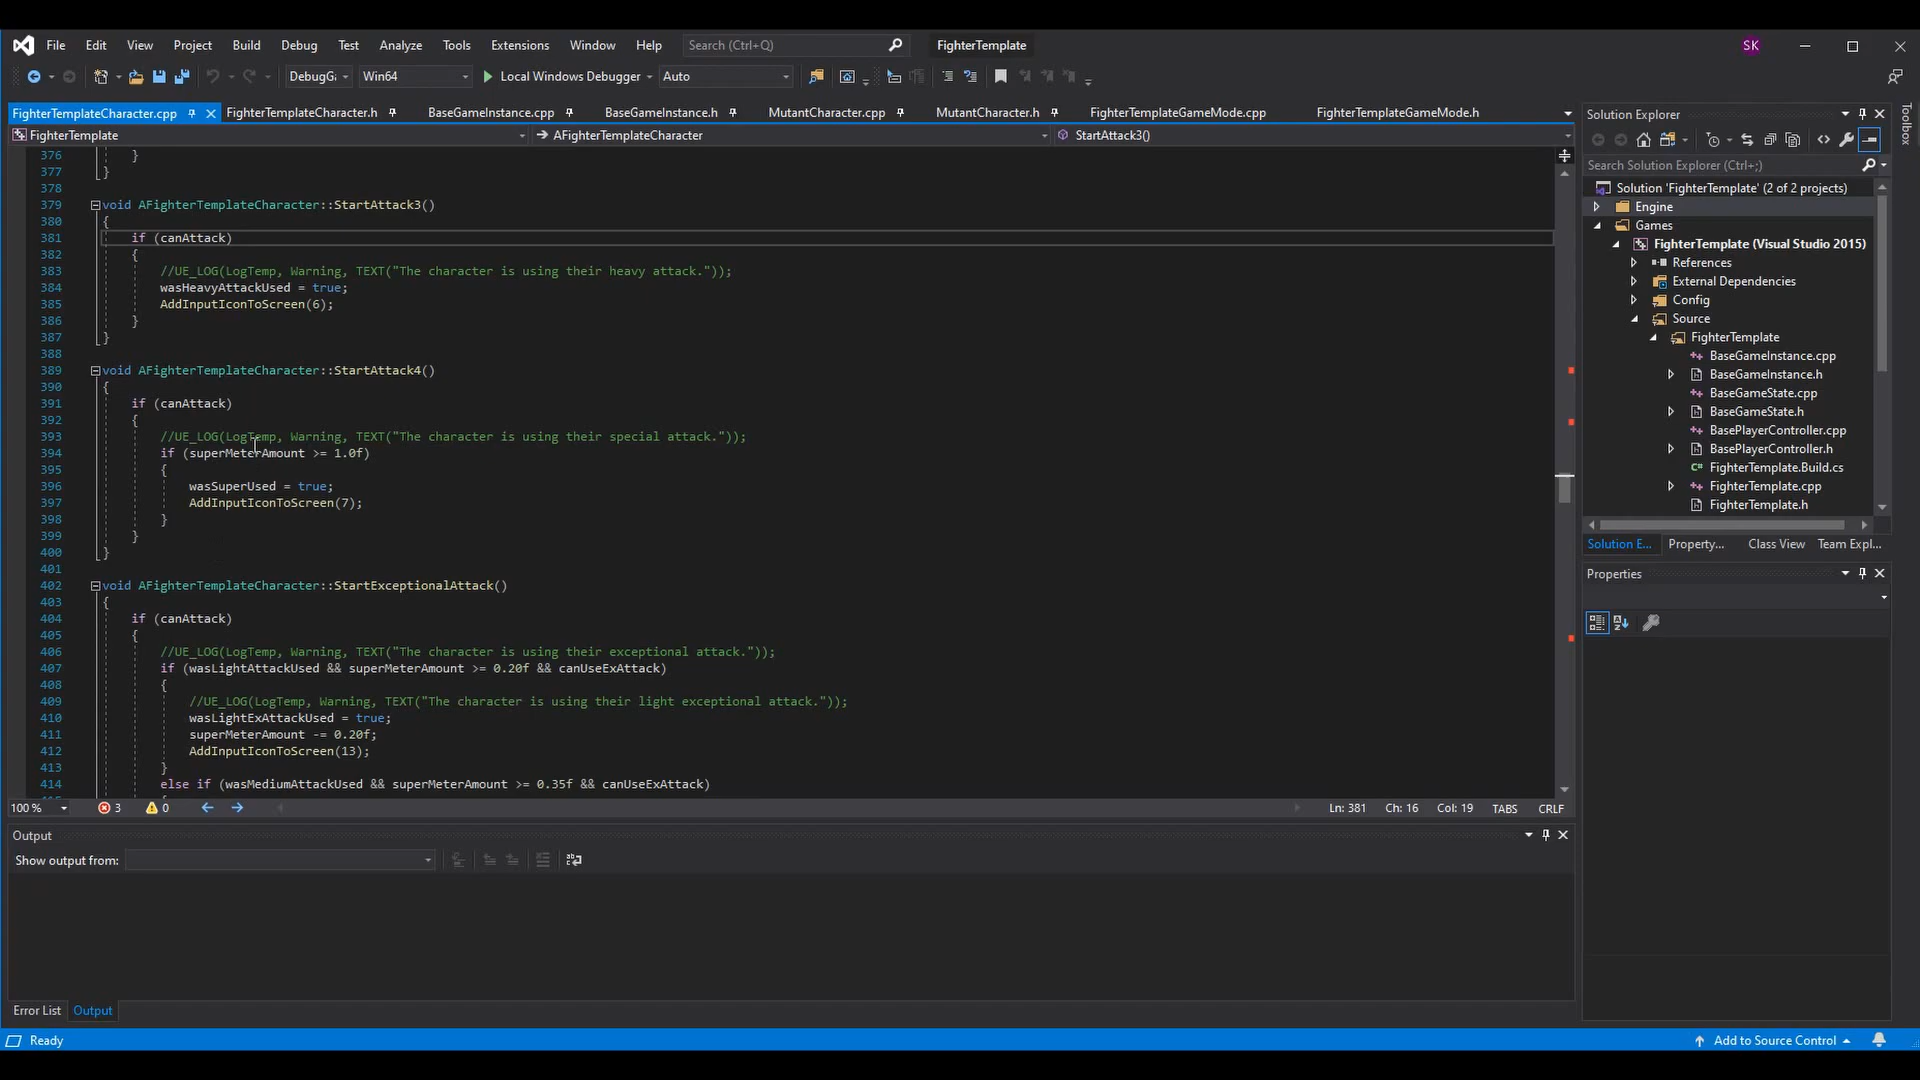 File Edit View Project Build Debug Test Analyze Tools Extensions Window Help Search (Ctrl+Q) FighterTemplate SK
DebugG Win64 Local Windows Debugger Auto
FighterTemplateCharacter.cpp FighterTemplateCharacter.h BaseGameInstance.cpp BaseGameInstance.h MutantCharacter.cpp MutantCharacter.h FighterTemplateGameMode.cpp FighterTemplateGameMode.h
FighterTemplate AFighterTemplateCharacter StartAttack3()
376 }
377 }
378
379 void AFighterTemplateCharacter::StartAttack3()
380 {
381 if (canAttack)
382 {
383 //UE_LOG(LogTemp, Warning, TEXT("The character is using their heavy attack."));
384 wasHeavyAttackUsed = true;
385 AddInputIconToScreen(6);
386 }
387 }
388
389 void AFighterTemplateCharacter::StartAttack4()
390 {
391 if (canAttack)
392 {
393 //UE_LOG(LogTemp, Warning, TEXT("The character is using their special attack."));
394 if (superMeterAmount >= 1.0f)
395 {
396 wasSuperUsed = true;
397 AddInputIconToScreen(7);
398 }
399 }
400 }
401
402 void AFighterTemplateCharacter::StartExceptionalAttack()
403 {
404 if (canAttack)
405 {
406 //UE_LOG(LogTemp, Warning, TEXT("The character is using their exceptional attack."));
407 if (wasLightAttackUsed && superMeterAmount >= 0.20f && canUseExAttack)
408 {
409 //UE_LOG(LogTemp, Warning, TEXT("The character is using their light exceptional attack."));
410 wasLightExAttackUsed = true;
411 superMeterAmount -= 0.20f;
412 AddInputIconToScreen(13);
413 }
414 else if (wasMediumAttackUsed && superMeterAmount >= 0.35f && canUseExAttack)
100 % 3 0 Ln: 381 Ch: 16 Col: 19 TABS CRLF
Output
Show output from:
Error List Output
Ready Add to Source Control
Solution Explorer
Toolbox
Search Solution Explorer (Ctrl+;)
Solution 'FighterTemplate' (2 of 2 projects)
Engine
Games
FighterTemplate (Visual Studio 2015)
References
External Dependencies
Config
Source
FighterTemplate
BaseGameInstance.cpp
BaseGameInstance.h
BaseGameState.cpp
BaseGameState.h
BasePlayerController.cpp
BasePlayerController.h
FighterTemplate.Build.cs
FighterTemplate.cpp
FighterTemplate.h
Solution E... Property... Class View Team Expl...
Properties